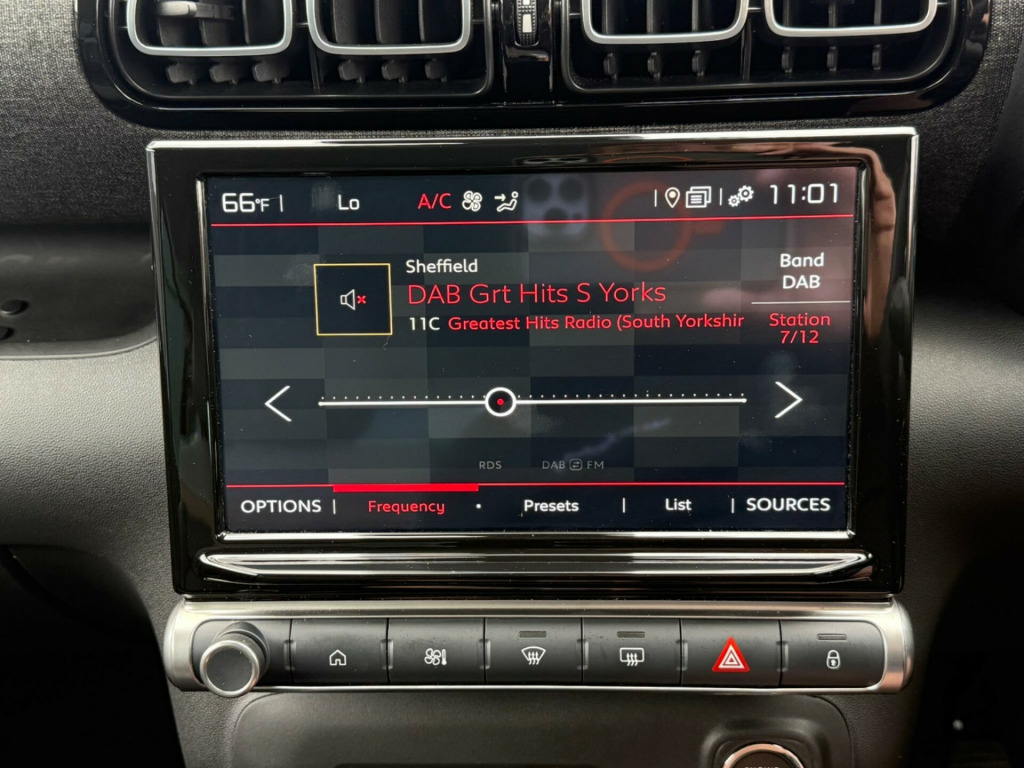 66°F | Lo A/C 11:01
Sheffield
DAB Grt Hits S Yorks
11C Greatest Hits Radio (South Yorkshir
Band
DAB
Station
7/12
RDS DAB FM
OPTIONS | Frequency • Presets | List | SOURCES